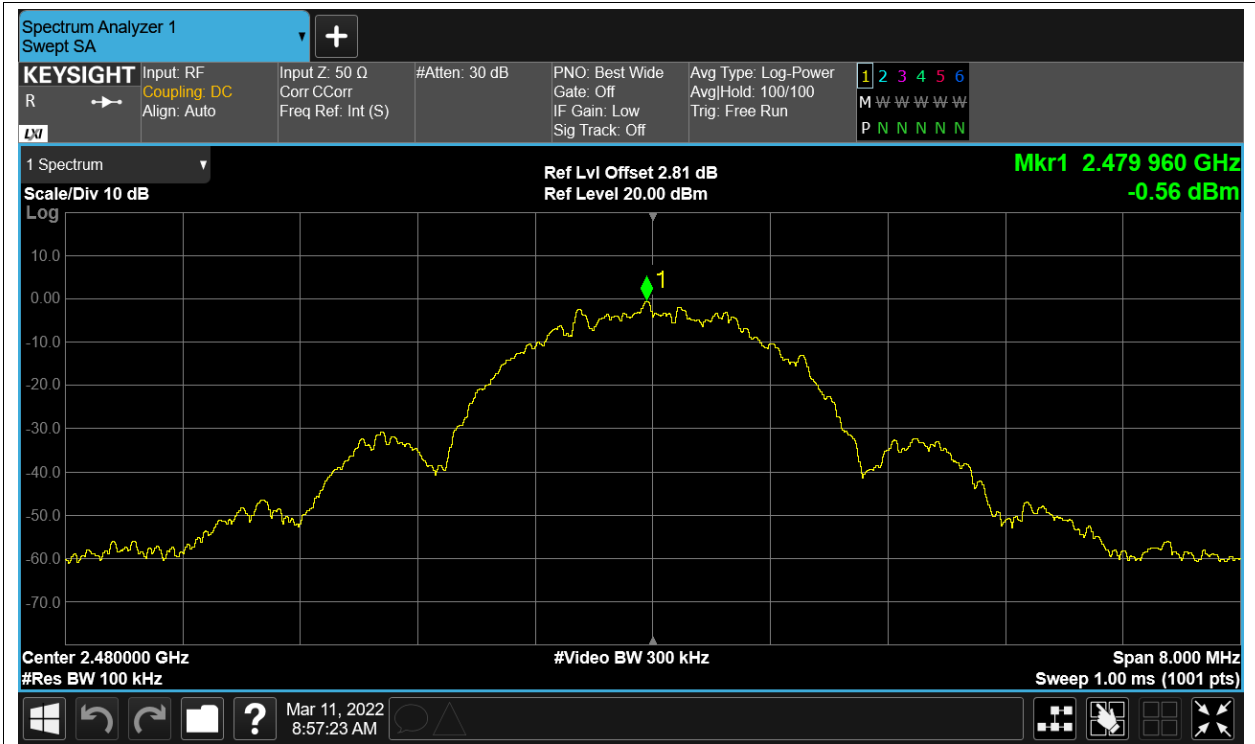 Spectrum Analyzer 1
Swept SA
KEYSIGHT
R
LXI
Input: RF
Coupling: DC
Align: Auto
Input Z: 50 Ω
Corr CCorr
Freq Ref: Int (S)
#Atten: 30 dB
PNO: Best Wide
Gate: Off
IF Gain: Low
Sig Track: Off
Avg Type: Log-Power
Avg|Hold: 100/100
Trig: Free Run
1 2 3 4 5 6
M W W W W W W
P N N N N N N
1 Spectrum
Scale/Div 10 dB
Log
Ref Lvl Offset 2.81 dB
Ref Level 20.00 dBm
Mkr1 2.479 960 GHz
-0.56 dBm
1
10.0
0.00
-10.0
-20.0
-30.0
-40.0
-50.0
-60.0
-70.0
Center 2.480000 GHz
#Res BW 100 kHz
#Video BW 300 kHz
Span 8.000 MHz
Sweep 1.00 ms (1001 pts)
?
Mar 11, 2022
8:57:23 AM